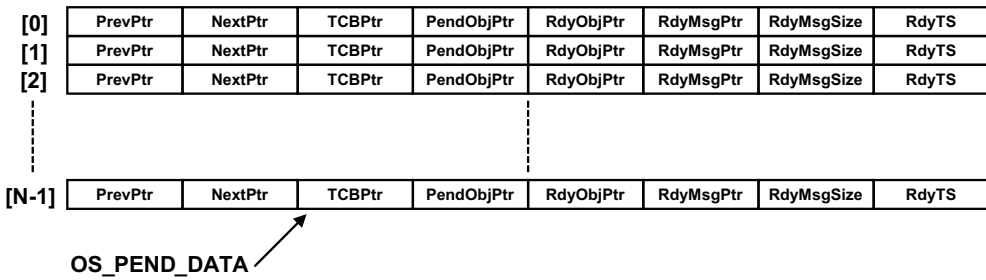 [0] PrevPtr NextPtr TCBPtr PendObjPtr RdyObjPtr RdyMsgPtr RdyMsgSize RdyTS
[1] PrevPtr NextPtr TCBPtr PendObjPtr RdyObjPtr RdyMsgPtr RdyMsgSize RdyTS
[2] PrevPtr NextPtr TCBPtr PendObjPtr RdyObjPtr RdyMsgPtr RdyMsgSize RdyTS
[N-1] PrevPtr NextPtr TCBPtr PendObjPtr RdyObjPtr RdyMsgPtr RdyMsgSize RdyTS
OS_PEND_DATA